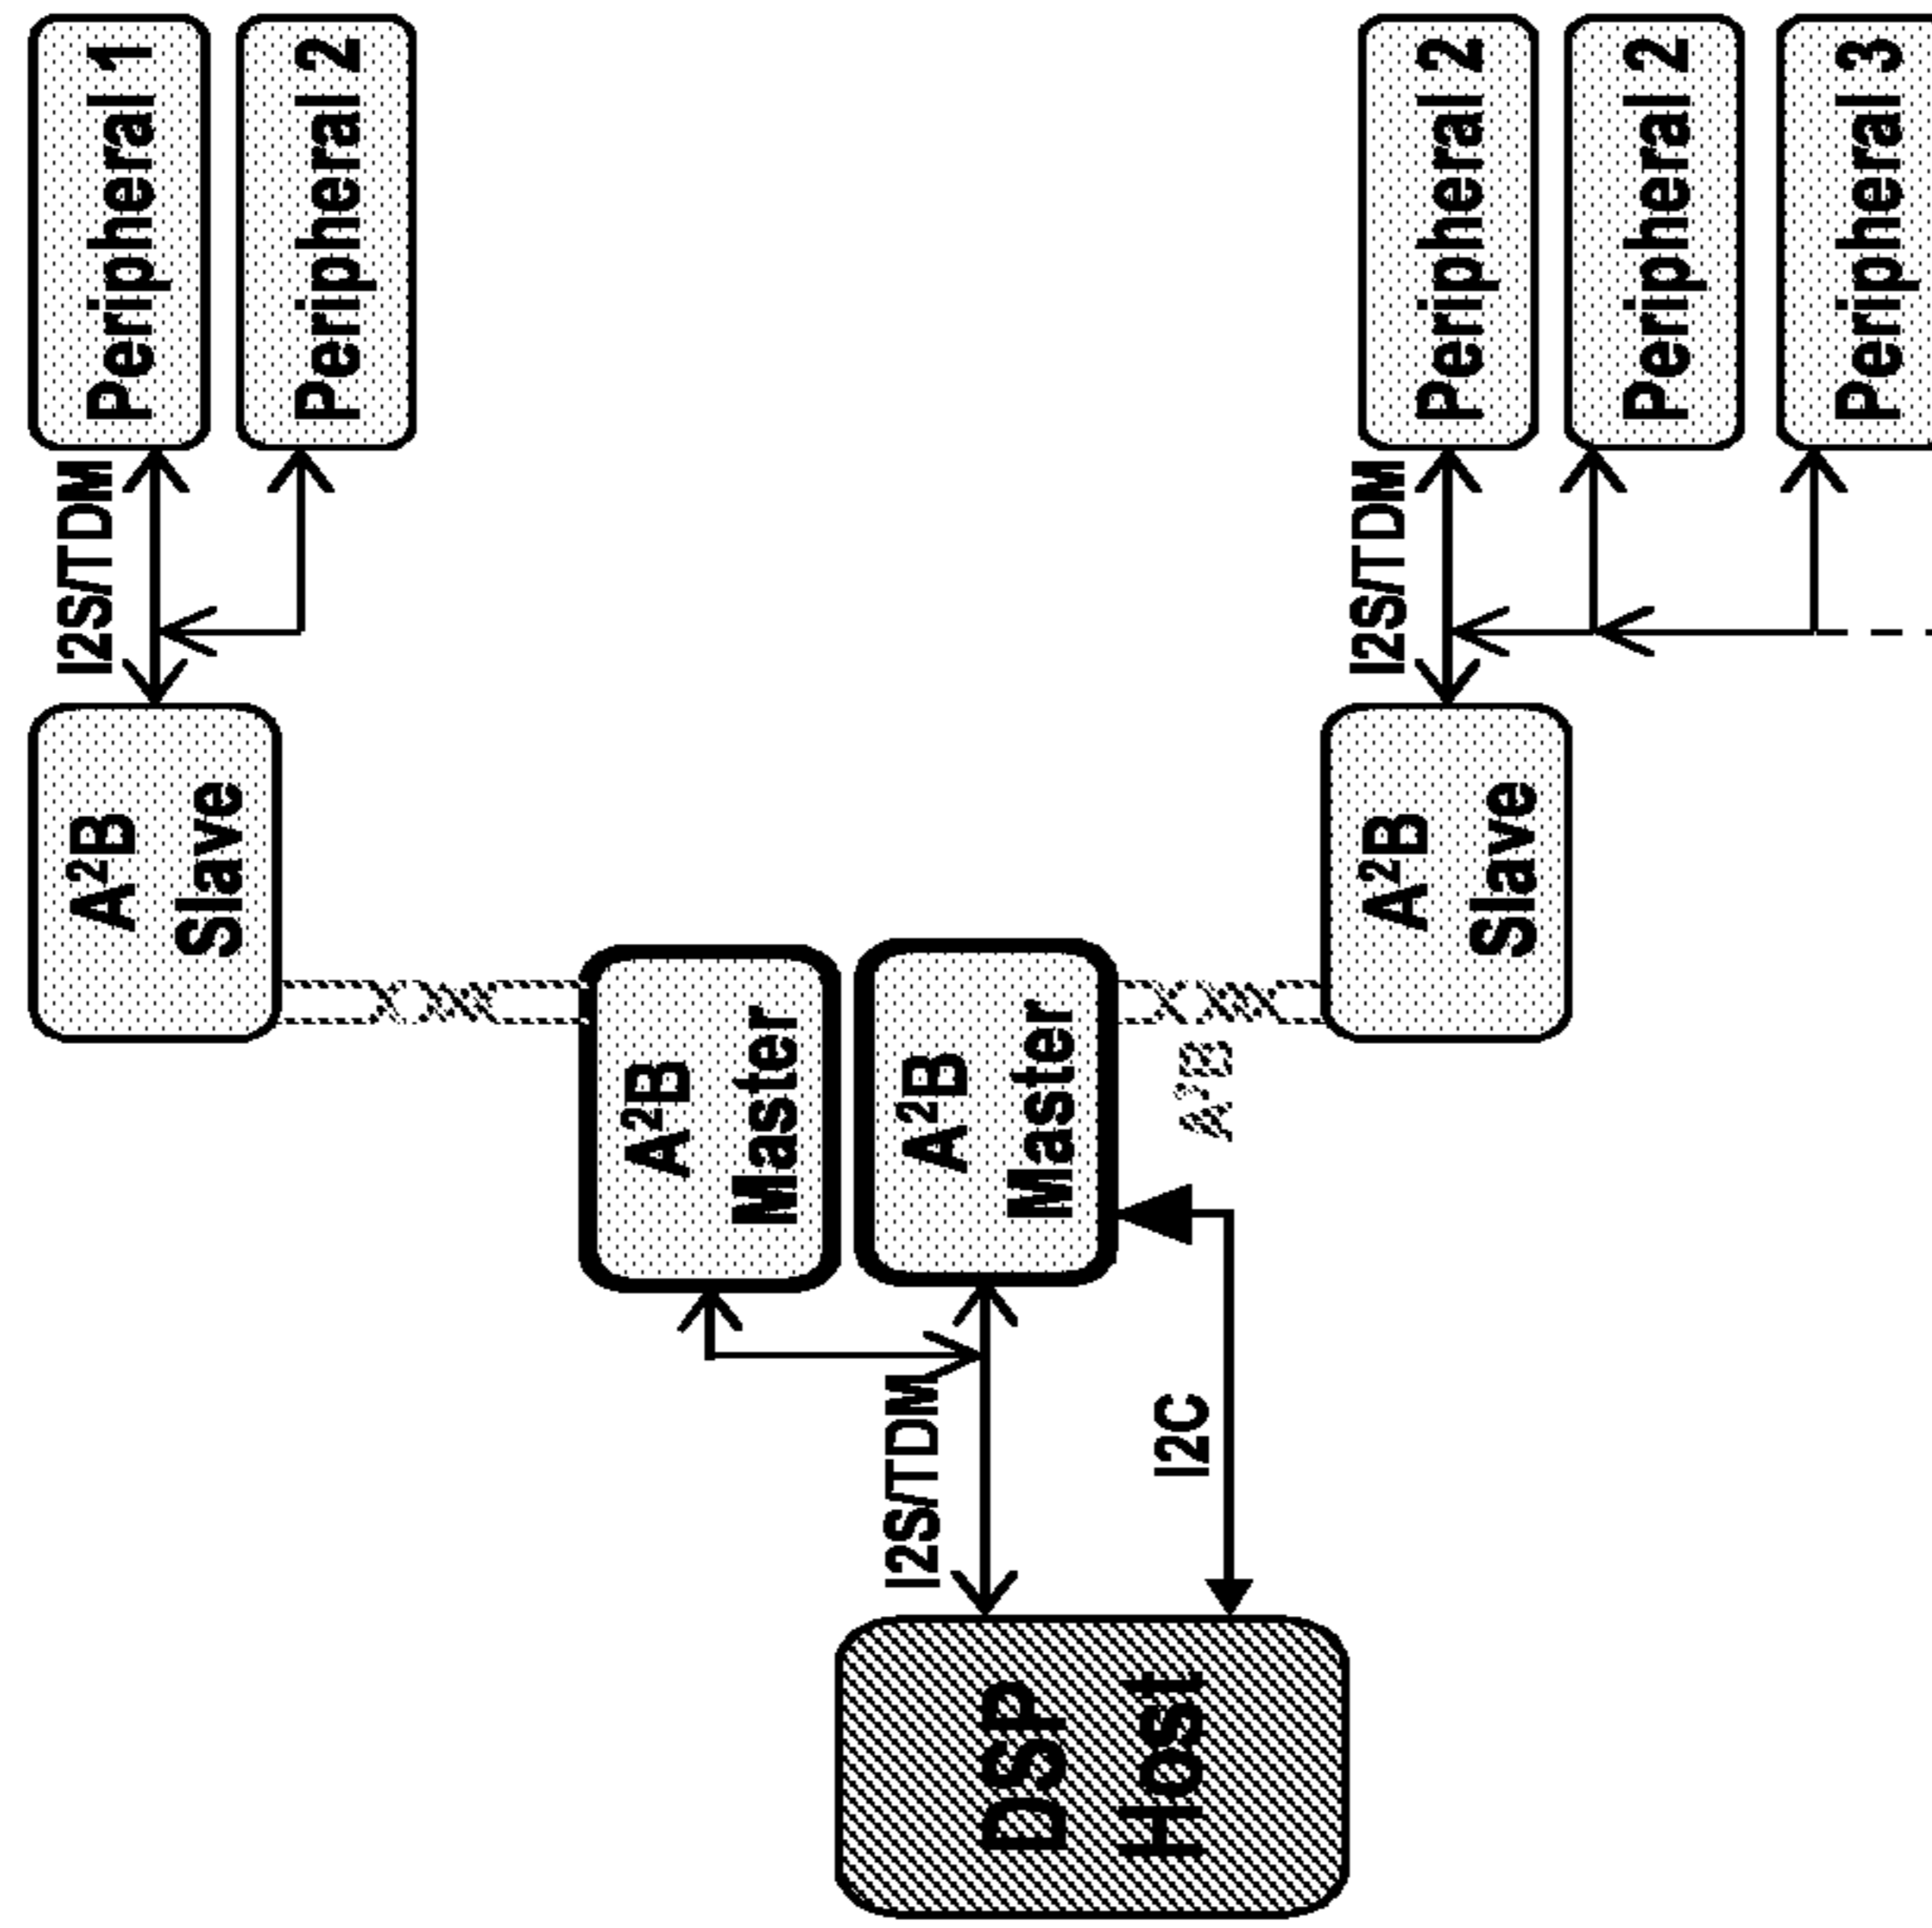 A²B
Slave
I2S/TDM
Peripheral 1
Peripheral 2
A²B
Master
DSP
Host
I2S/TDM
A²B
Master
I2C
A²B
A²B
Slave
I2S/TDM
Peripheral 2
Peripheral 2
Peripheral 3